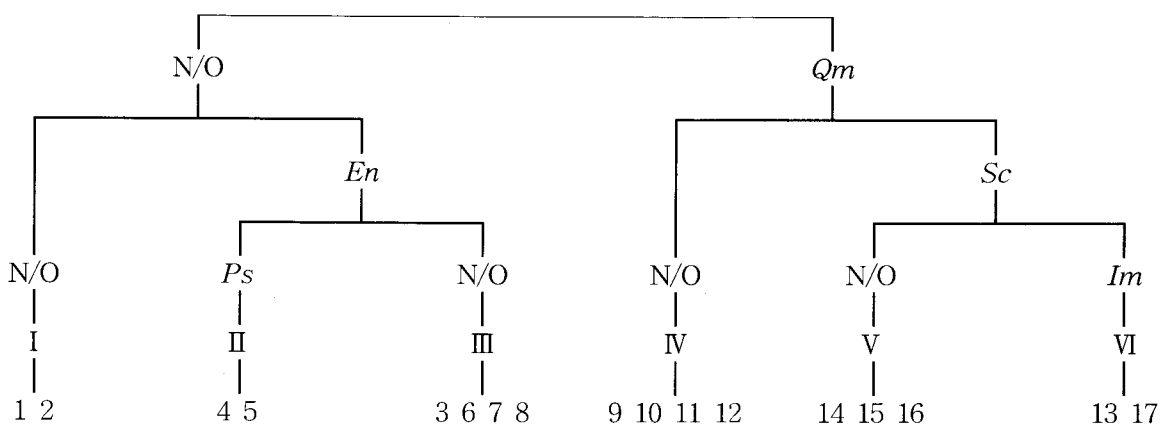 N/O Qm
En Sc
N/O Ps N/O N/O N/O Im
Ⅰ Ⅱ Ⅲ Ⅳ Ⅴ Ⅵ
1 2 4 5 3 6 7 8 9 10 11 12 14 15 16 13 17